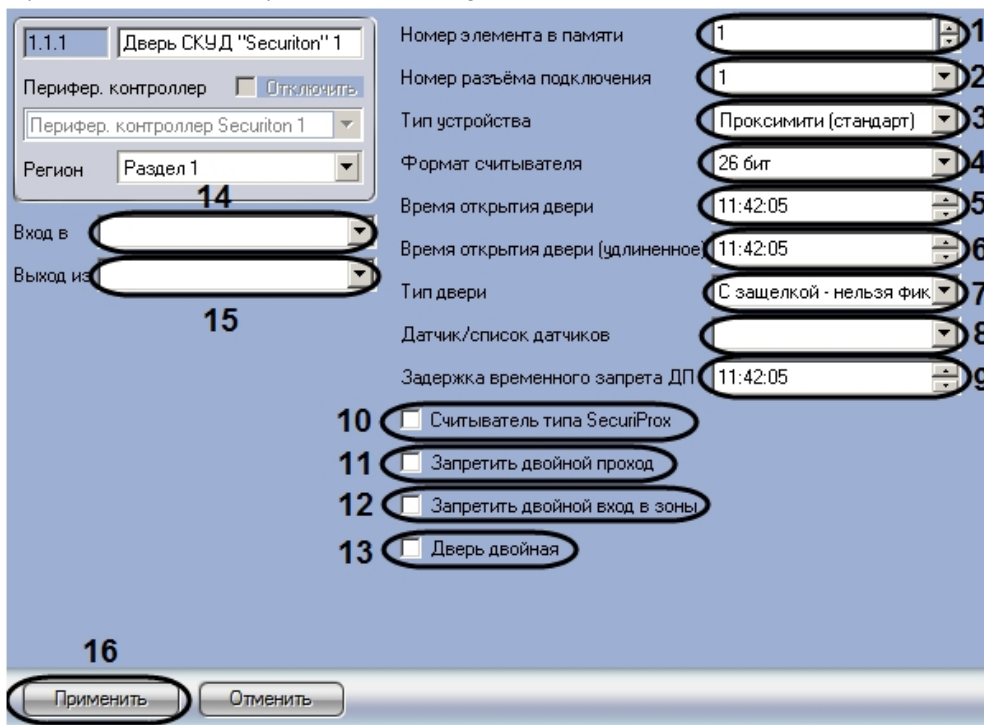 1.1.1 Дверь СКУД "Securiton" 1
Перифер. контроллер Отключить
Перифер. контроллер Securiton 1
Регион Раздел 1
14
Вход в
Выход из
15
Номер элемента в памяти 1 1
Номер разъёма подключения 1 2
Тип устройства Проксимити (стандарт) 3
Формат считывателя 26 бит 4
Время открытия двери 11:42:05 5
Время открытия двери (удлиненное) 11:42:05 6
Тип двери С защелкой - нельзя фик 7
Датчик/список датчиков 8
Задержка временного запрета ДП 11:42:05 9
10 Считыватель типа SecuriProx
11 Запретить двойной проход
12 Запретить двойной вход в зоны
13 Дверь двойная
16
Применить Отменить